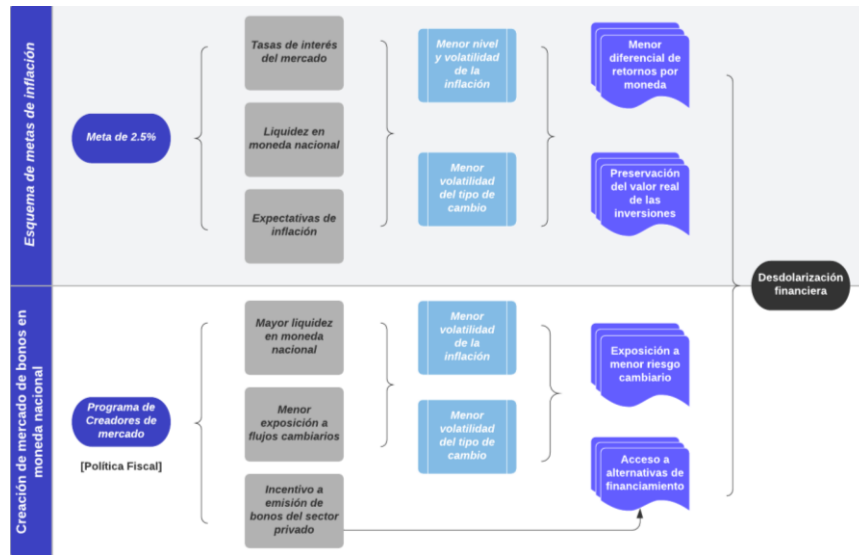 Esquema de metas de inflación
Meta de 2.5%
Tasas de interés
del mercado
Liquidez en
moneda nacional
Expectativas de
inflación
Menor nivel
y volatilidad
de la
inflación
Menor
volatilidad
del tipo de
cambio
Menor
diferencial de
retornos por
moneda
Preservación
del valor real
de las
inversiones
Desdolarización
financiera
Creación de mercado de bonos en
moneda nacional
Programa de
Creadores de
mercado
[Política Fiscal]
Mayor liquidez
en moneda
nacional
Menor
exposición a
flujos cambiarios
Incentivo a
emisión de
bonos del sector
privado
Menor
volatilidad
de la
inflación
Menor
volatilidad
del tipo de
cambio
Exposición a
menor riesgo
cambiario
Acceso a
alternativas de
financiamiento